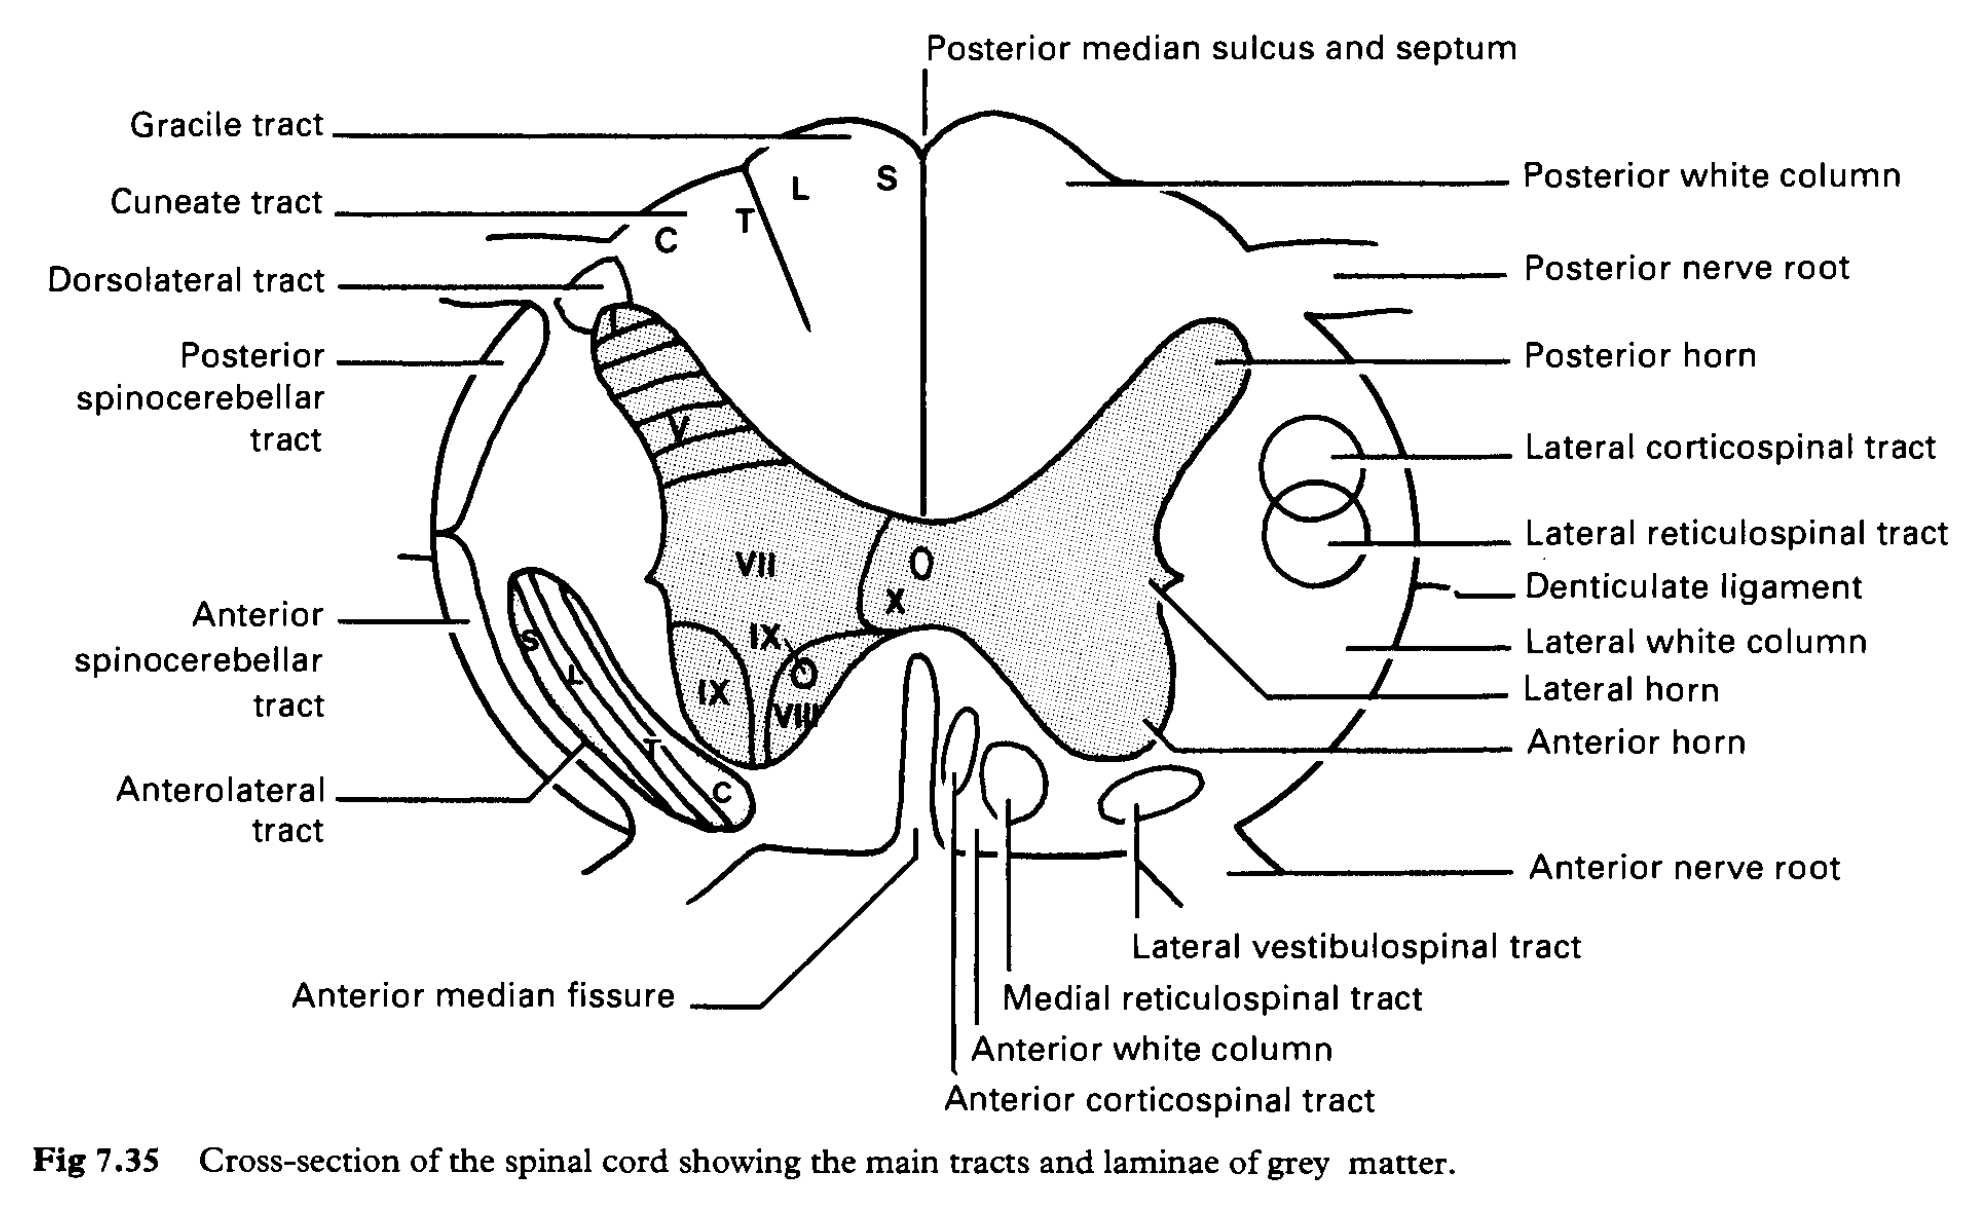 Posterior median sulcus and septum
Gracile tract
Cuneate tract
Dorsolateral tract
Posterior
spinocerebellar
tract
Anterior
spinocerebellar
tract
Anterolateral
tract
Anterior median fissure
L
S
T
C
I
V
VII
O
X
IX
IX
VIII
S
L
T
C
Posterior white column
Posterior nerve root
Posterior horn
Lateral corticospinal tract
Lateral reticulospinal tract
Denticulate ligament
Lateral white column
Lateral horn
Anterior horn
Anterior nerve root
Lateral vestibulospinal tract
Medial reticulospinal tract
Anterior white column
Anterior corticospinal tract
Fig 7.35 Cross-section of the spinal cord showing the main tracts and laminae of grey matter.